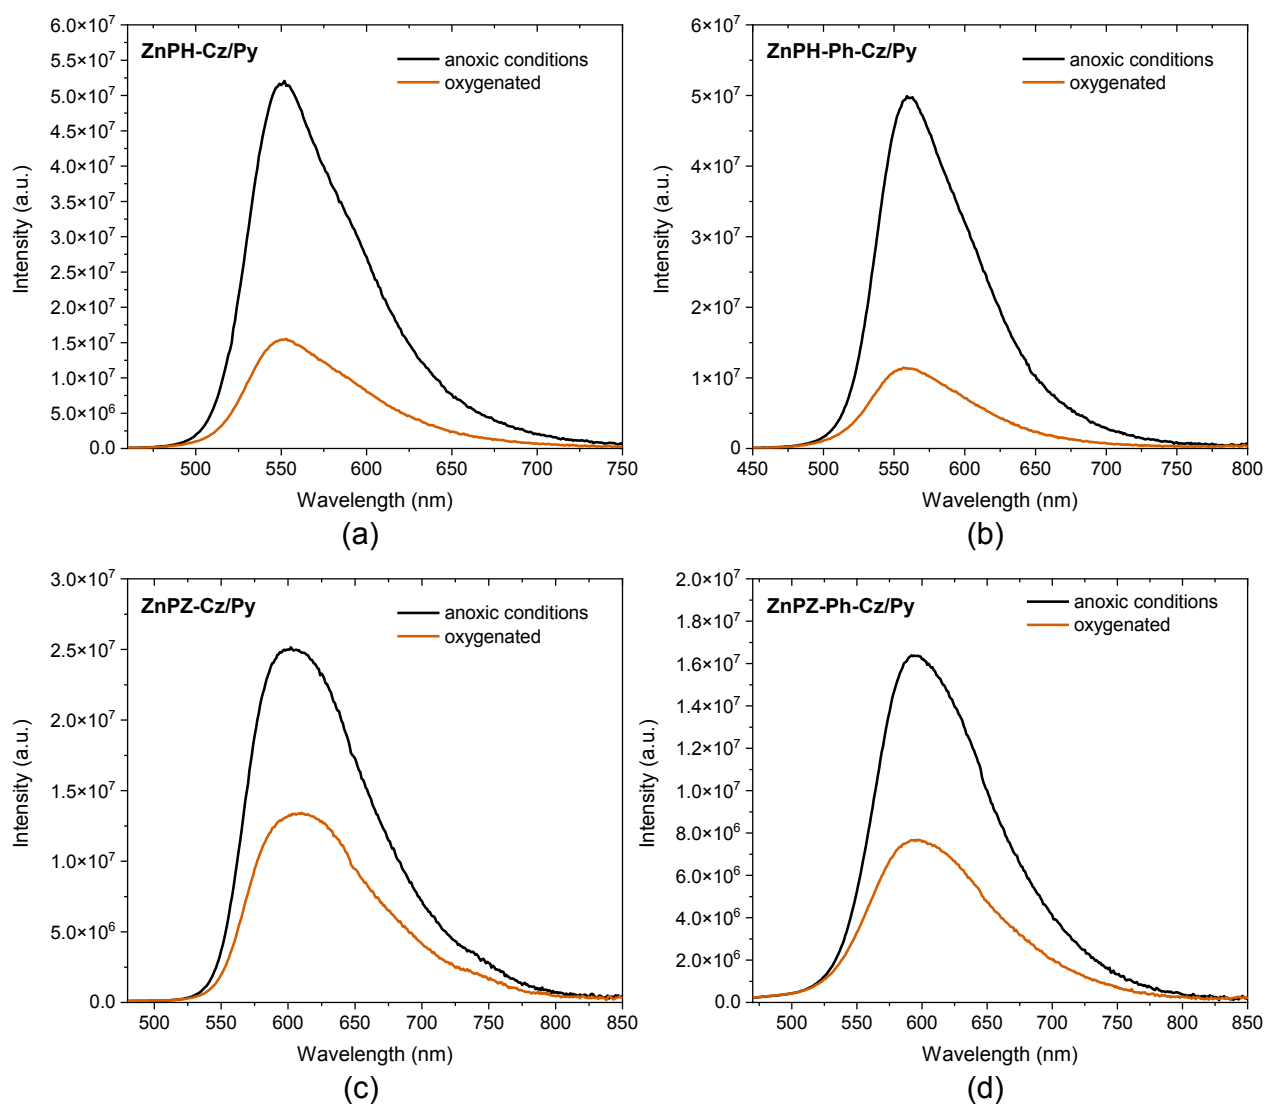 ZnPH-Cz/Py
anoxic conditions
oxygenated
6.0×10⁷
5.5×10⁷
5.0×10⁷
4.5×10⁷
4.0×10⁷
3.5×10⁷
3.0×10⁷
2.5×10⁷
2.0×10⁷
1.5×10⁷
1.0×10⁷
5.0×10⁶
0.0
Intensity (a.u.)
500 550 600 650 700 750
Wavelength (nm)
(a)
ZnPH-Ph-Cz/Py
anoxic conditions
oxygenated
6×10⁷
5×10⁷
4×10⁷
3×10⁷
2×10⁷
1×10⁷
0
Intensity (a.u.)
450 500 550 600 650 700 750 800
Wavelength (nm)
(b)
ZnPZ-Cz/Py
anoxic conditions
oxygenated
3.0×10⁷
2.5×10⁷
2.0×10⁷
1.5×10⁷
1.0×10⁷
5.0×10⁶
0.0
Intensity (a.u.)
500 550 600 650 700 750 800 850
Wavelength (nm)
(c)
ZnPZ-Ph-Cz/Py
anoxic conditions
oxygenated
2.0×10⁷
1.8×10⁷
1.6×10⁷
1.4×10⁷
1.2×10⁷
1.0×10⁷
8.0×10⁶
6.0×10⁶
4.0×10⁶
2.0×10⁶
0.0
Intensity (a.u.)
500 550 600 650 700 750 800 850
Wavelength (nm)
(d)